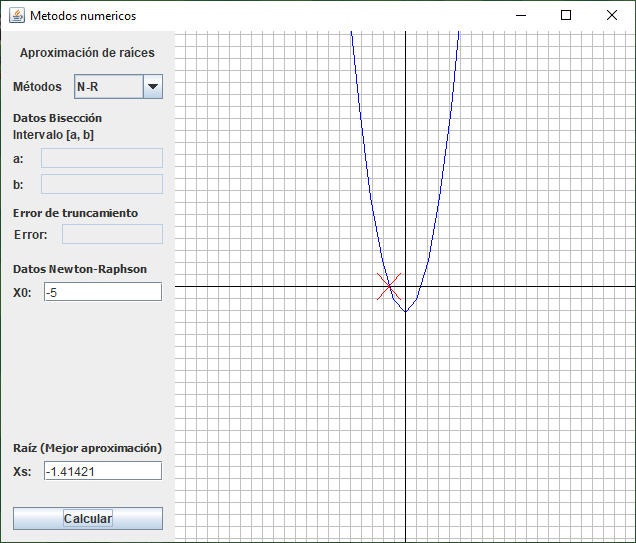 Metodos numericos
Aproximación de raíces
Métodos N-R
Datos Bisección
Intervalo [a, b]
a:
b:
Error de truncamiento
Error:
Datos Newton-Raphson
X0: -5
Raíz (Mejor aproximación)
Xs: -1.41421
Calcular